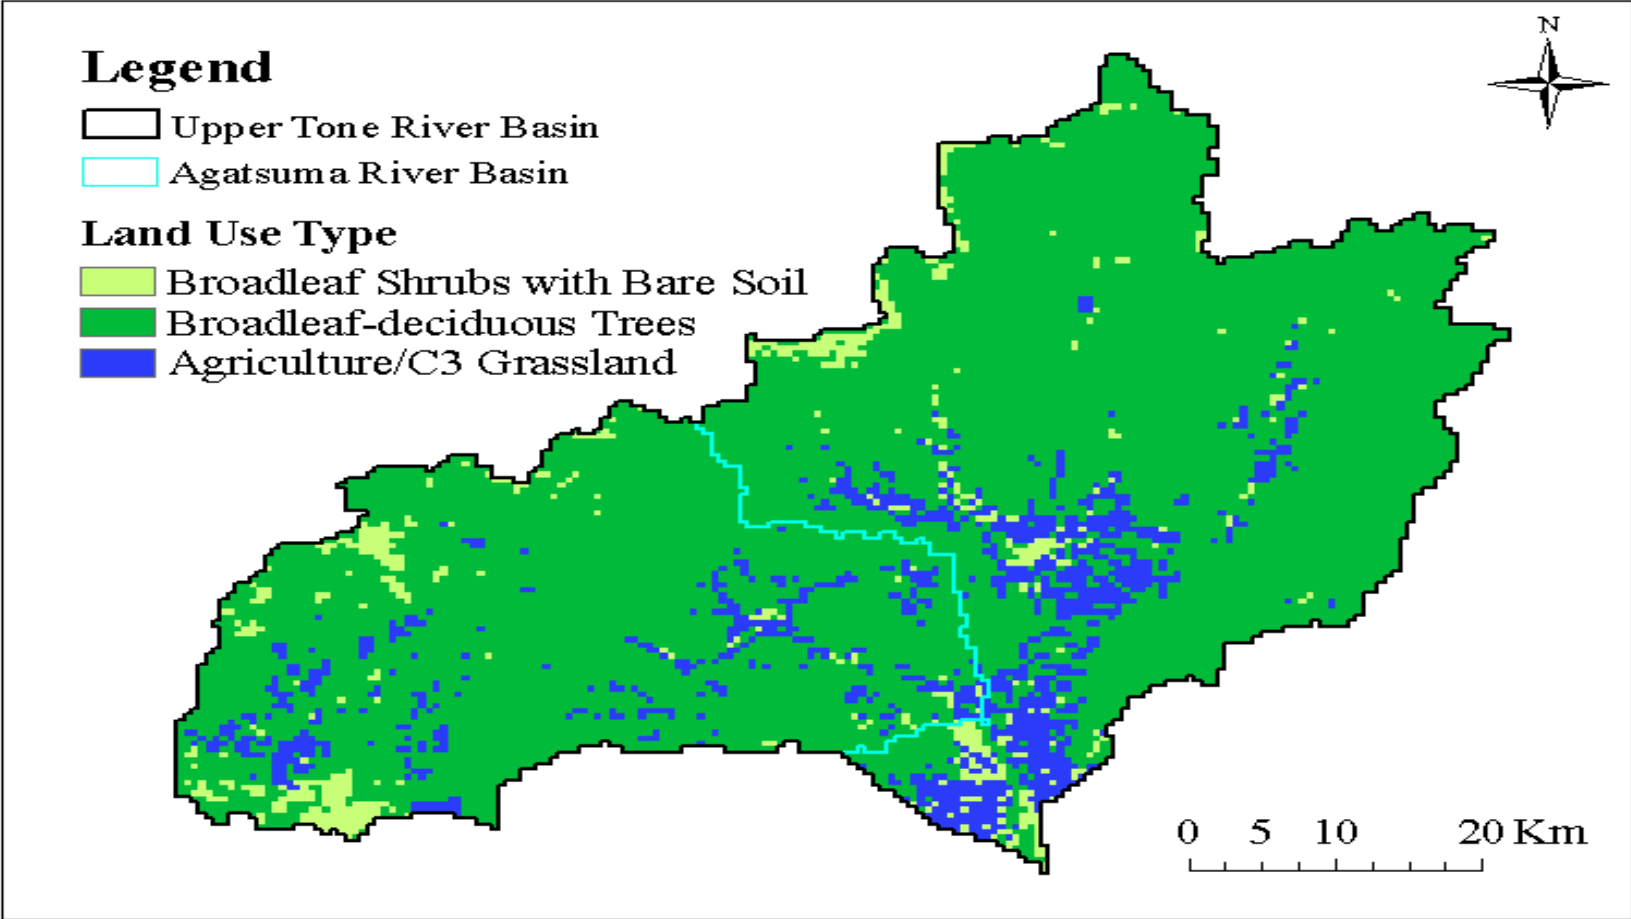 N
Legend
Upper Tone River Basin
Agatsuma River Basin
Land Use Type
Broadleaf Shrubs with Bare Soil
Broadleaf-deciduous Trees
Agriculture/C3 Grassland
0 5 10 20 Km